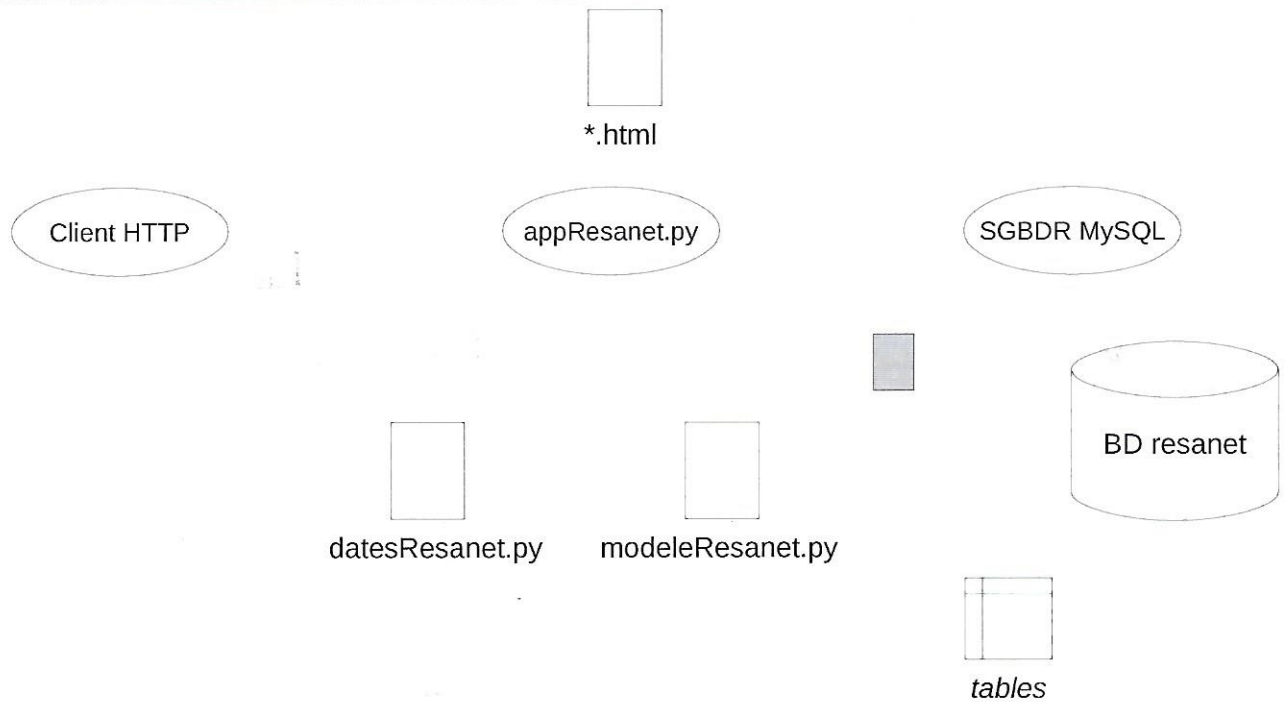 *.html
Client HTTP
appResanet.py
SGBDR MySQL
BD resanet
datesResanet.py
modeleResanet.py
tables